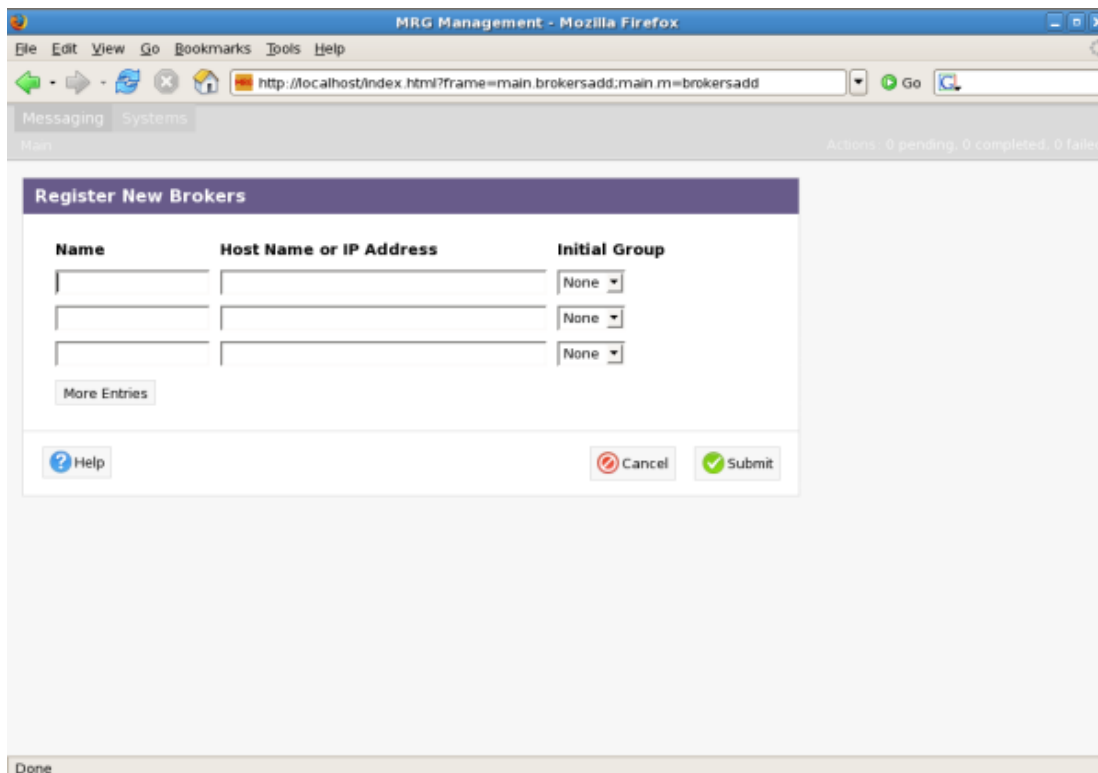 MRG Management - Mozilla Firefox
File Edit View Go Bookmarks Tools Help
http://localhost/index.html?frame=main.brokersadd;main.m=brokersadd Go
Messaging Systems
Main Actions: 0 pending, 0 completed, 0 faile
Register New Brokers
Name Host Name or IP Address Initial Group
None
None
None
More Entries
Help Cancel Submit
Done